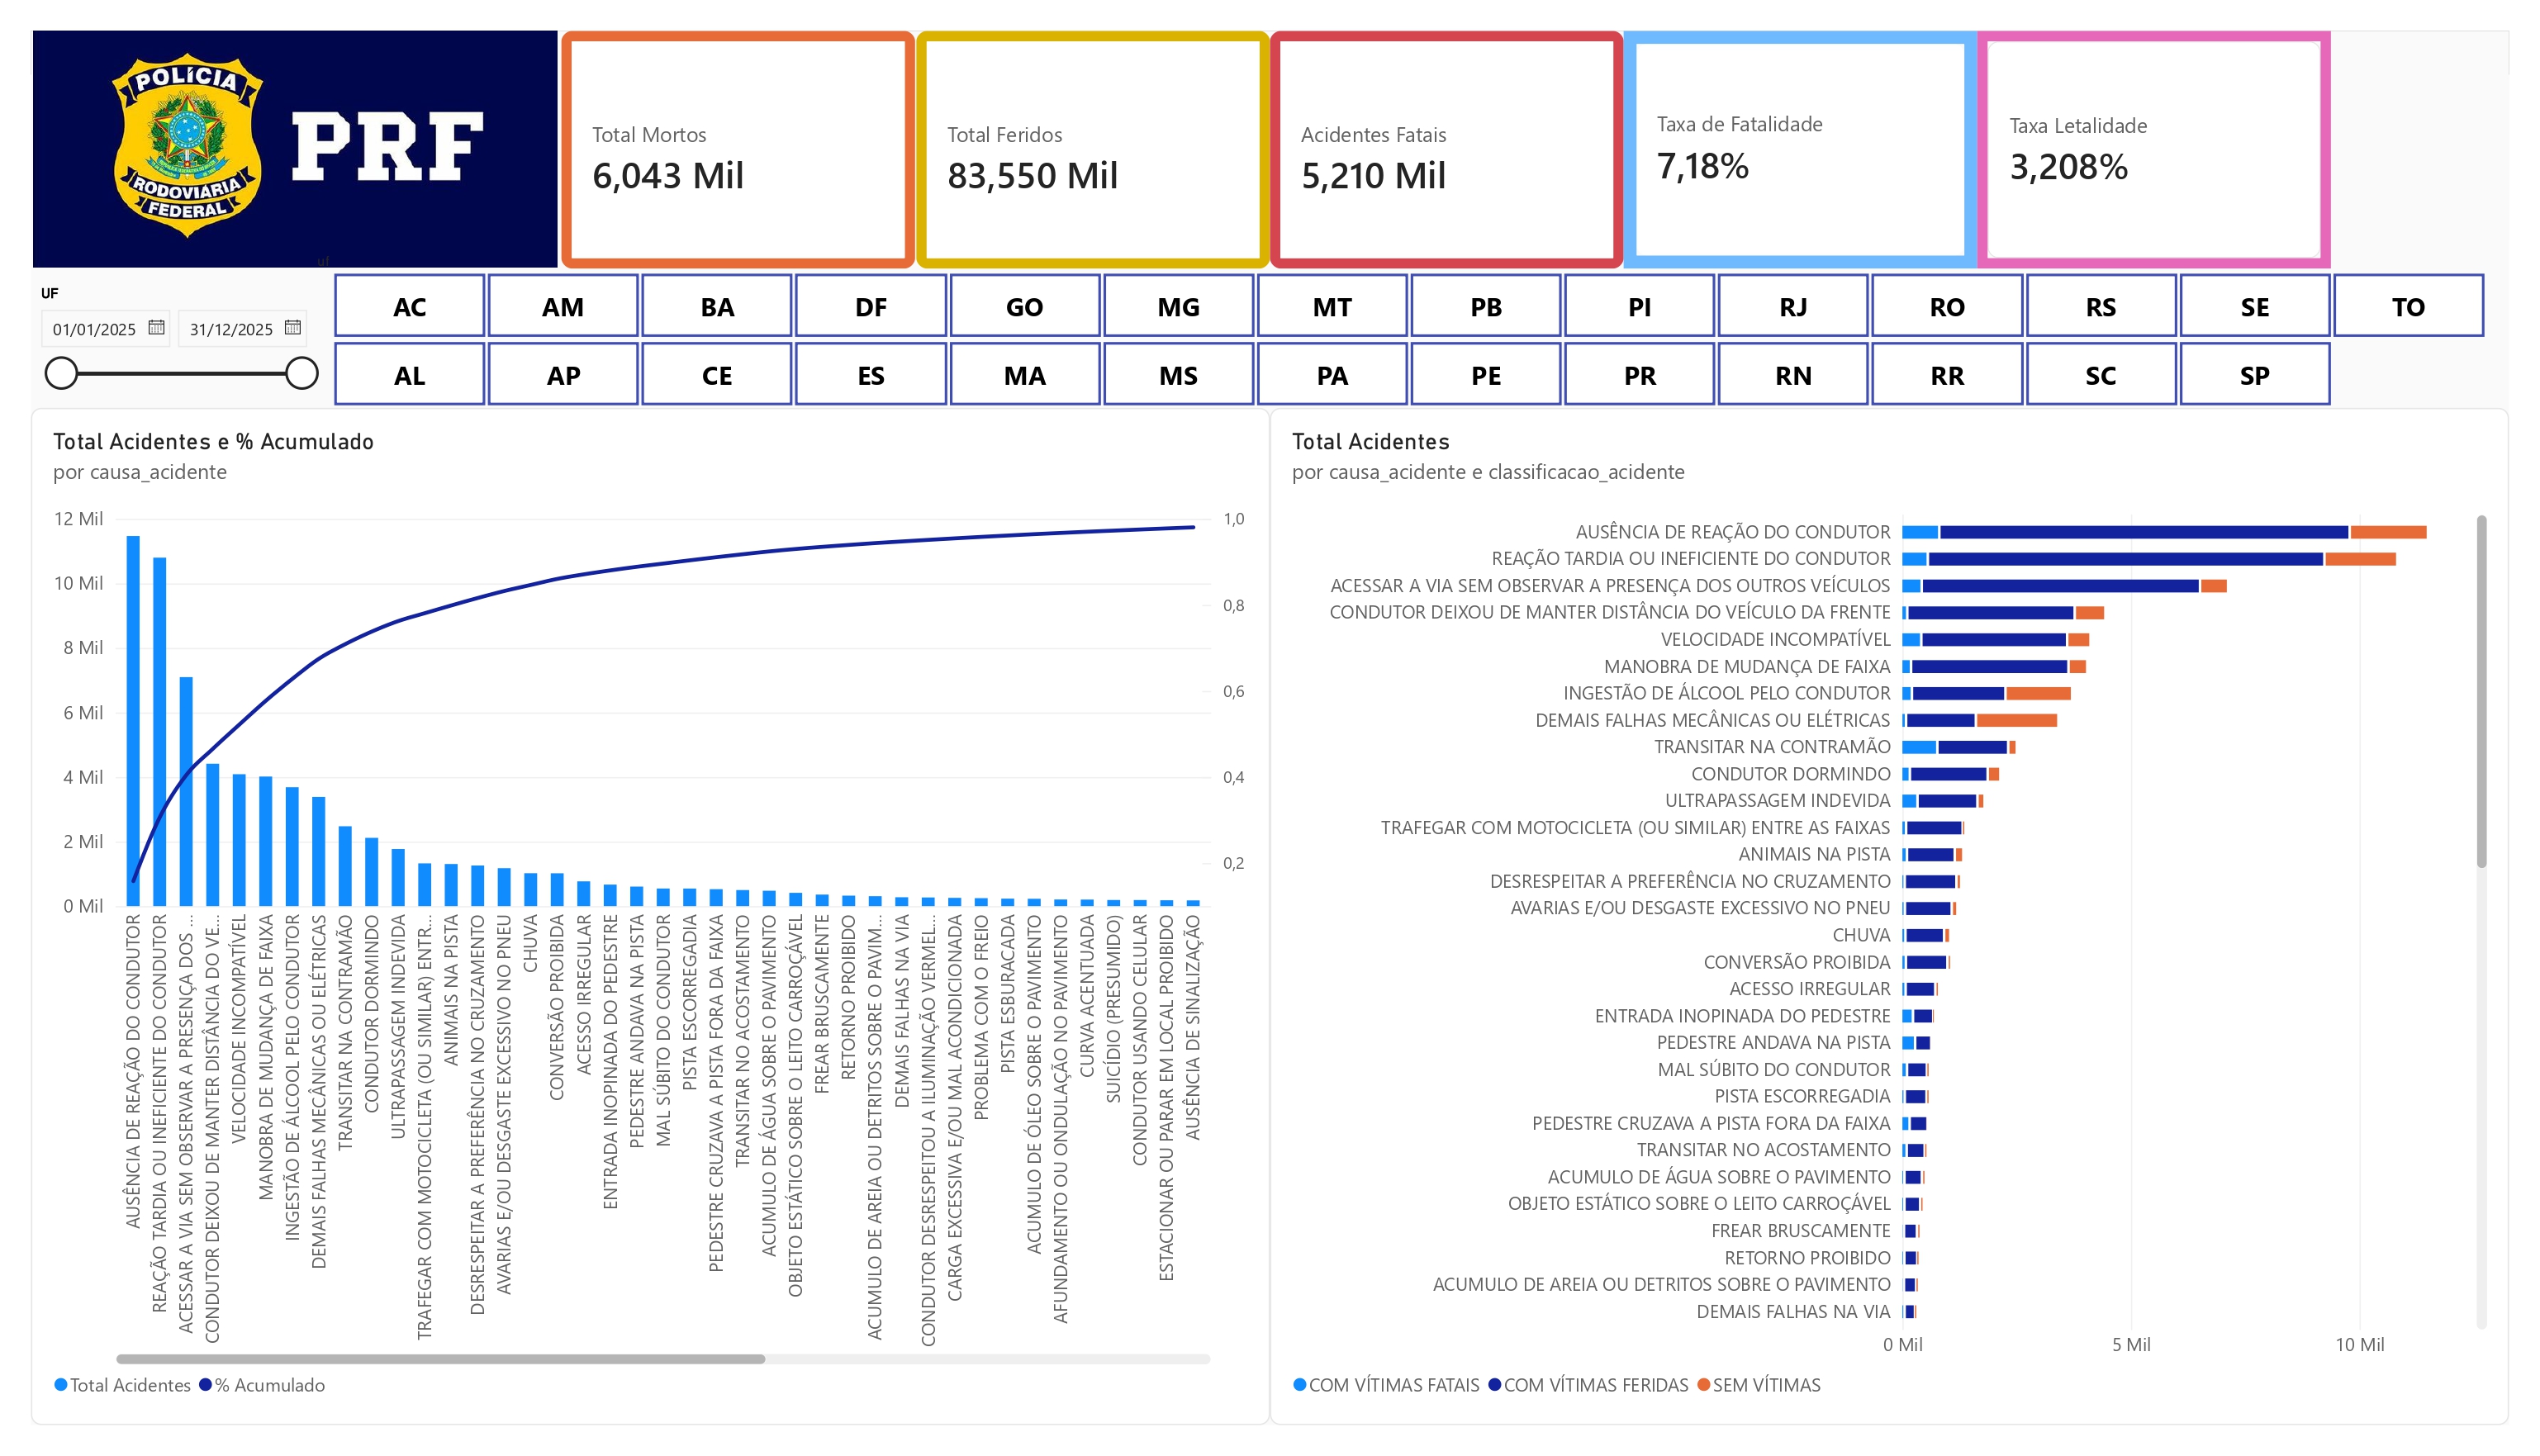 POLÍCIA
RODOVIARIA
FEDERAL
PRF
Total Mortos
6,043 Mil
Total Feridos
83,550 Mil
Acidentes Fatais
5,210 Mil
Taxa de Fatalidade
7,18%
Taxa Letalidade
3,208%
uf
UF
01/01/2025 31/12/2025
AC AM BA DF GO MG MT PB PI RJ RO RS SE TO
AL AP CE ES MA MS PA PE PR RN RR SC SP
Total Acidentes e % Acumulado
por causa_acidente
12 Mil
10 Mil
8 Mil
6 Mil
4 Mil
2 Mil
0 Mil
1,0
0,8
0,6
0,4
0,2
AUSÊNCIA DE REAÇÃO DO CONDUTOR
REAÇÃO TARDIA OU INEFICIENTE DO CONDUTOR
ACESSAR A VIA SEM OBSERVAR A PRESENÇA DOS ...
CONDUTOR DEIXOU DE MANTER DISTÂNCIA DO VE...
VELOCIDADE INCOMPATÍVEL
MANOBRA DE MUDANÇA DE FAIXA
INGESTÃO DE ÁLCOOL PELO CONDUTOR
DEMAIS FALHAS MECÂNICAS OU ELÉTRICAS
TRANSITAR NA CONTRAMÃO
CONDUTOR DORMINDO
ULTRAPASSAGEM INDEVIDA
TRAFEGAR COM MOTOCICLETA (OU SIMILAR) ENTR...
ANIMAIS NA PISTA
DESRESPEITAR A PREFERÊNCIA NO CRUZAMENTO
AVARIAS E/OU DESGASTE EXCESSIVO NO PNEU
CHUVA
CONVERSÃO PROIBIDA
ACESSO IRREGULAR
ENTRADA INOPINADA DO PEDESTRE
PEDESTRE ANDAVA NA PISTA
MAL SÚBITO DO CONDUTOR
PISTA ESCORREGADIA
PEDESTRE CRUZAVA A PISTA FORA DA FAIXA
TRANSITAR NO ACOSTAMENTO
ACUMULO DE ÁGUA SOBRE O PAVIMENTO
OBJETO ESTÁTICO SOBRE O LEITO CARROÇÁVEL
FREAR BRUSCAMENTE
RETORNO PROIBIDO
ACUMULO DE AREIA OU DETRITOS SOBRE O PAVIM...
DEMAIS FALHAS NA VIA
CONDUTOR DESRESPEITOU A ILUMINAÇÃO VERMEL...
CARGA EXCESSIVA E/OU MAL ACONDICIONADA
PROBLEMA COM O FREIO
PISTA ESBURACADA
ACUMULO DE ÓLEO SOBRE O PAVIMENTO
AFUNDAMENTO OU ONDULAÇÃO NO PAVIMENTO
CURVA ACENTUADA
SUICÍDIO (PRESUMIDO)
CONDUTOR USANDO CELULAR
ESTACIONAR OU PARAR EM LOCAL PROIBIDO
AUSÊNCIA DE SINALIZAÇÃO
Total Acidentes % Acumulado
Total Acidentes
por causa_acidente e classificacao_acidente
AUSÊNCIA DE REAÇÃO DO CONDUTOR
REAÇÃO TARDIA OU INEFICIENTE DO CONDUTOR
ACESSAR A VIA SEM OBSERVAR A PRESENÇA DOS OUTROS VEÍCULOS
CONDUTOR DEIXOU DE MANTER DISTÂNCIA DO VEÍCULO DA FRENTE
VELOCIDADE INCOMPATÍVEL
MANOBRA DE MUDANÇA DE FAIXA
INGESTÃO DE ÁLCOOL PELO CONDUTOR
DEMAIS FALHAS MECÂNICAS OU ELÉTRICAS
TRANSITAR NA CONTRAMÃO
CONDUTOR DORMINDO
ULTRAPASSAGEM INDEVIDA
TRAFEGAR COM MOTOCICLETA (OU SIMILAR) ENTRE AS FAIXAS
ANIMAIS NA PISTA
DESRESPEITAR A PREFERÊNCIA NO CRUZAMENTO
AVARIAS E/OU DESGASTE EXCESSIVO NO PNEU
CHUVA
CONVERSÃO PROIBIDA
ACESSO IRREGULAR
ENTRADA INOPINADA DO PEDESTRE
PEDESTRE ANDAVA NA PISTA
MAL SÚBITO DO CONDUTOR
PISTA ESCORREGADIA
PEDESTRE CRUZAVA A PISTA FORA DA FAIXA
TRANSITAR NO ACOSTAMENTO
ACUMULO DE ÁGUA SOBRE O PAVIMENTO
OBJETO ESTÁTICO SOBRE O LEITO CARROÇÁVEL
FREAR BRUSCAMENTE
RETORNO PROIBIDO
ACUMULO DE AREIA OU DETRITOS SOBRE O PAVIMENTO
DEMAIS FALHAS NA VIA
0 Mil 5 Mil 10 Mil
COM VÍTIMAS FATAIS COM VÍTIMAS FERIDAS SEM VÍTIMAS